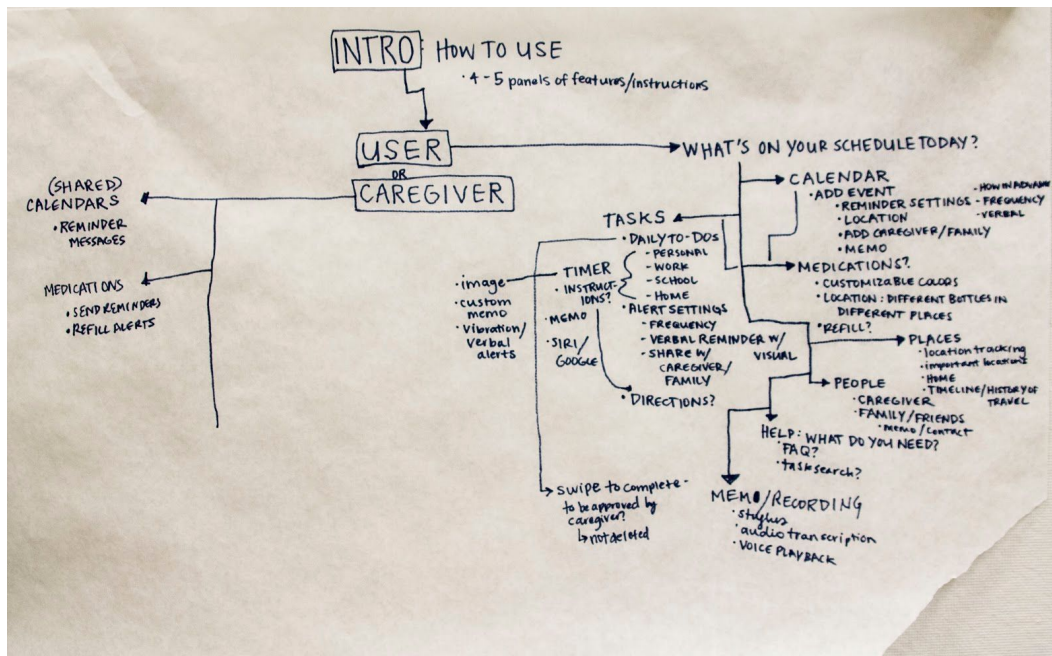 INTRO: HOW TO USE
· 4-5 panels of features/instructions
USER
OR
CAREGIVER
(SHARED)
CALENDARS
• REMINDER
MESSAGES
MEDICATIONS
• SEND REMINDERS
• REFILL ALERTS
WHAT'S ON YOUR SCHEDULE TODAY?
CALENDAR
• ADD EVENT
• REMINDER SETTINGS
- HOW IN ADVANCE
- FREQUENCY
- VERBAL
• LOCATION
• ADD CAREGIVER/FAMILY
• MEMO
MEDICATIONS?
• CUSTOMIZABLE COLORS
• LOCATION: DIFFERENT BOTTLES IN
DIFFERENT PLACES
• REFILL?
TASKS
• DAILY TO-DOS
- PERSONAL
- WORK
- SCHOOL
- HOME
• ALERT SETTINGS
- FREQUENCY
- VERBAL REMINDER W/
VISUAL
- SHARE W/
CAREGIVER/
FAMILY
• DIRECTIONS?
TIMER
• INSTRUCT-
IONS?
• MEMO
• SIRI/
GOOGLE
• image
• custom
memo
• vibration/
verbal
alerts
swipe to complete -
to be approved by
caregiver?
↳ not deleted
PLACES
• location tracking
• important locations
• HOME
• TIMELINE/HISTORY OF
TRAVEL
PEOPLE
• CAREGIVER
• FAMILY/FRIENDS
• memo/contact
HELP: WHAT DO YOU NEED?
• FAQ?
• task search?
MEMO/RECORDING
• stylus
• audio transcription
• VOICE PLAYBACK